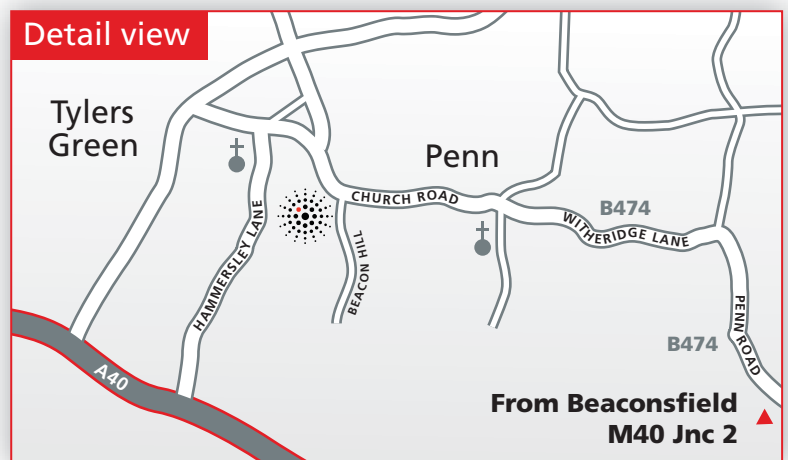 Detail view
Tylers
Green
Penn
CHURCH ROAD
B474
WITHERIDGE LANE
HAMMERSLEY LANE
BEACON HILL
PENN ROAD
B474
A40
From Beaconsfield
M40 Jnc 2